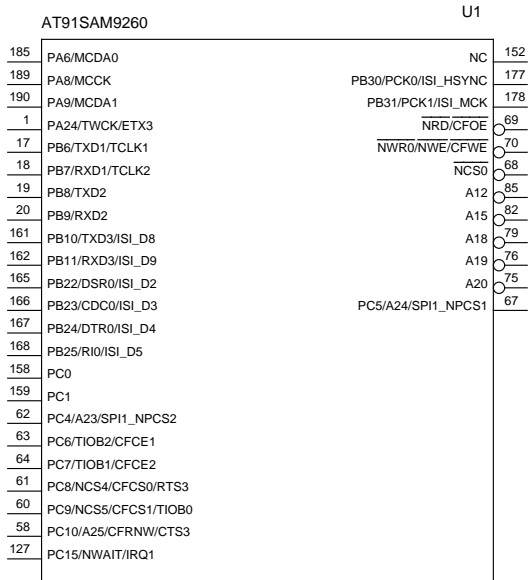 AT91SAM9260
U1
185 PA6/MCDA0
189 PA8/MCCK
190 PA9/MCDA1
1 PA24/TWCK/ETX3
17 PB6/TXD1/TCLK1
18 PB7/RXD1/TCLK2
19 PB8/TXD2
20 PB9/RXD2
161 PB10/TXD3/ISI_D8
162 PB11/RXD3/ISI_D9
165 PB22/DSR0/ISI_D2
166 PB23/CDC0/ISI_D3
167 PB24/DTR0/ISI_D4
168 PB25/RI0/ISI_D5
158 PC0
159 PC1
62 PC4/A23/SPI1_NPCS2
63 PC6/TIOB2/CFCE1
64 PC7/TIOB1/CFCE2
61 PC8/NCS4/CFCS0/RTS3
60 PC9/NCS5/CFCS1/TIOB0
58 PC10/A25/CFRNW/CTS3
127 PC15/NWAIT/IRQ1
NC 152
PB30/PCK0/ISI_HSYNC 177
PB31/PCK1/ISI_MCK 178
NRD/CFOE 69
NWR0/NWE/CFWE 70
NCS0 68
A12 85
A15 82
A18 79
A19 76
A20 75
PC5/A24/SPI1_NPCS1 67